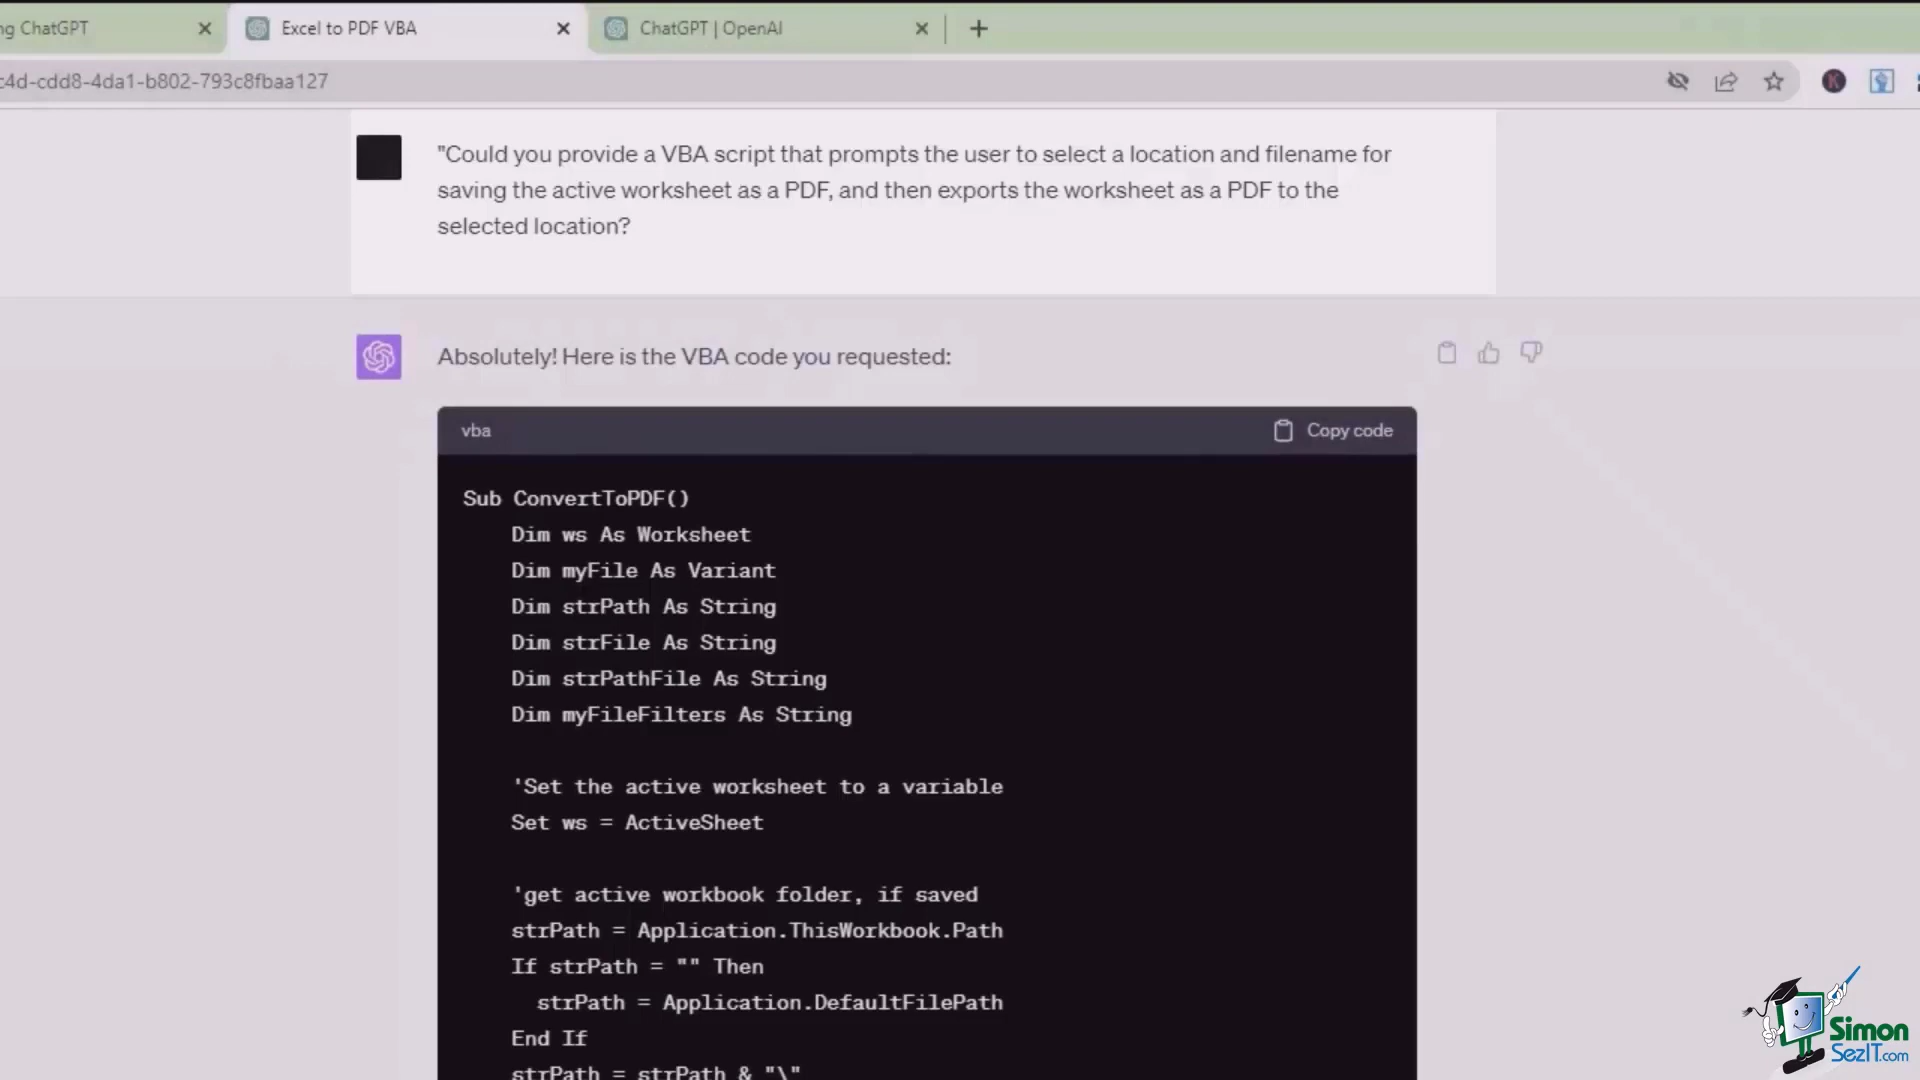 ng ChatGPT
Excel to PDF VBA
ChatGPT | OpenAI
c4d-cdd8-4da1-b802-793c8fbaa127
K
"Could you provide a VBA script that prompts the user to select a location and filename for
saving the active worksheet as a PDF, and then exports the worksheet as a PDF to the
selected location?
Absolutely! Here is the VBA code you requested:
vba
Copy code
Sub ConvertToPDF()
Dim ws As Worksheet
Dim myFile As Variant
Dim strPath As String
Dim strFile As String
Dim strPathFile As String
Dim myFileFilters As String
'Set the active worksheet to a variable
Set ws = ActiveSheet
'get active workbook folder, if saved
strPath = Application.ThisWorkbook.Path
If strPath = "" Then
strPath = Application.DefaultFilePath
End If
strPath = strPath & "\"
Simon
SezIT.com